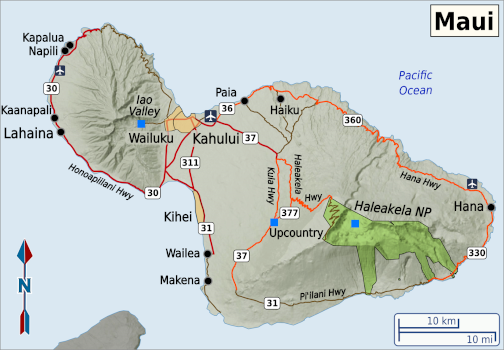 Maui
Kapalua
Napili
Pacific
Ocean
30
Iao
Valley
Paia
36
Haiku
360
Kaanapali
Lahaina
Wailuku
Kahului
37
Hana Hwy
311
Honoapiilani Hwy
30
Kula Hwy
Haleakela
Hwy
377
Haleakela NP
Hana
Kihei
31
Upcountry
Wailea
37
330
Makena
31
Pi'ilani Hwy
N
10 km
10 mi